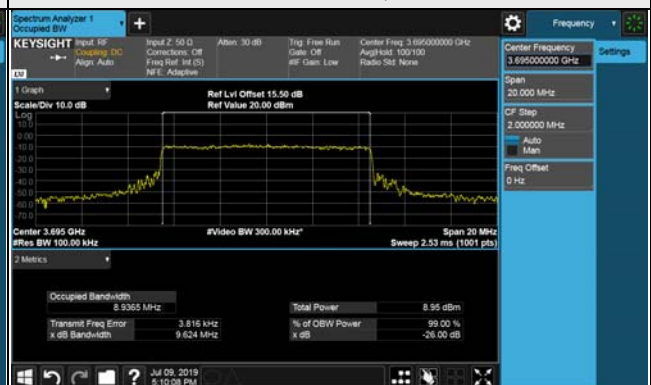 Spectrum Analyzer 1
Occupied BW
+
Frequency
KEYSIGHT
Input: RF
Coupling: DC
Align: Auto
Input Z: 50 Ω
Corrections: Off
Freq Ref: Int (S)
NFE: Adaptive
Atten: 30 dB
Trig: Free Run
Gate: Off
#IF Gain: Low
Center Freq: 3.695000000 GHz
Avg|Hold: 100/100
Radio Std: None
Center Frequency
3.695000000 GHz
Settings
Span
20.000 MHz
CF Step
2.000000 MHz
Auto
Man
Freq Offset
0 Hz
1 Graph
Scale/Div 10.0 dB
Ref Lvl Offset 15.50 dB
Ref Value 20.00 dBm
Log
10.0
0.00
-10.0
-20.0
-30.0
-40.0
-50.0
-60.0
-70.0
Center 3.695 GHz
#Video BW 300.00 kHz*
Span 20 MHz
#Res BW 100.00 kHz
Sweep 2.53 ms (1001 pts)
2 Metrics
Occupied Bandwidth
8.9365 MHz
Total Power 8.95 dBm
Transmit Freq Error 3.816 kHz
% of OBW Power 99.00 %
x dB Bandwidth 9.624 MHz
x dB -26.00 dB
?
Jul 09, 2019
5:10:08 PM